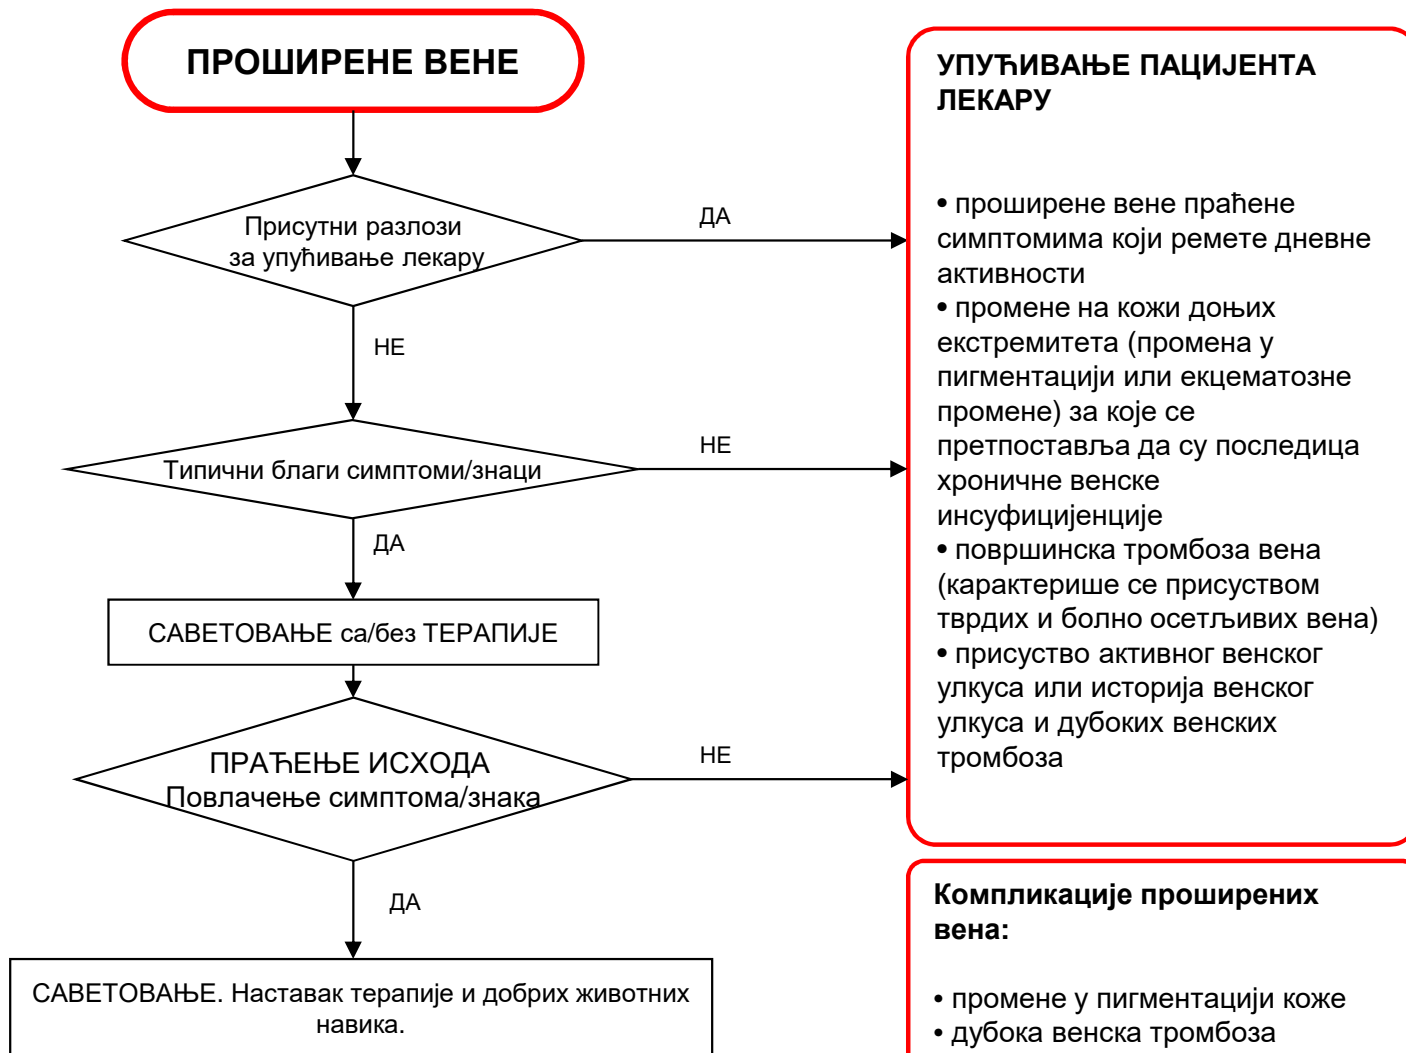 ПРОШИРЕНЕ ВЕНЕ
Присутни разлози
за упућивање лекару
ДА
НЕ
Типични благи симптоми/знаци
НЕ
ДА
САВЕТОВАЊЕ са/без ТЕРАПИЈЕ
ПРАЋЕЊЕ ИСХОДА
Повлачење симптома/знака
НЕ
ДА
САВЕТОВАЊЕ. Наставак терапије и добрих животних
навика.
УПУЋИВАЊЕ ПАЦИЈЕНТА
ЛЕКАРУ
• проширене вене праћене
симптомима који ремете дневне
активности
• промене на кожи доњих
екстремитета (промена у
пигментацији или екцематозне
промене) за које се
претпоставља да су последица
хроничне венске
инсуфицијенције
• површинска тромбоза вена
(карактерише се присуством
тврдих и болно осетљивих вена)
• присуство активног венског
улкуса или историја венског
улкуса и дубоких венских
тромбоза
Компликације проширених
вена:
• промене у пигментацији коже
• дубока венска тромбоза